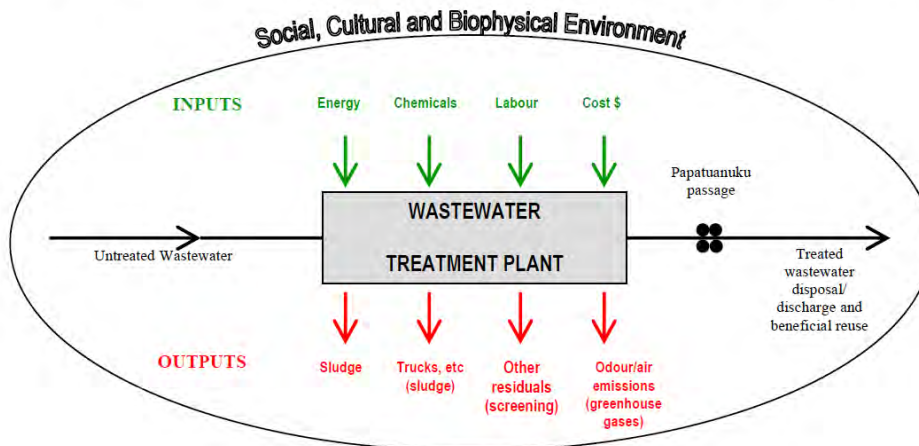 Social, Cultural and Biophysical Environment
INPUTS
Energy
Chemicals
Labour
Cost $
Papatuanuku
passage
WASTEWATER
TREATMENT PLANT
Untreated Wastewater
Treated
wastewater
disposal/
discharge and
beneficial reuse
OUTPUTS
Sludge
Trucks, etc
(sludge)
Other
residuals
(screening)
Odour/air
emissions
(greenhouse
gases)